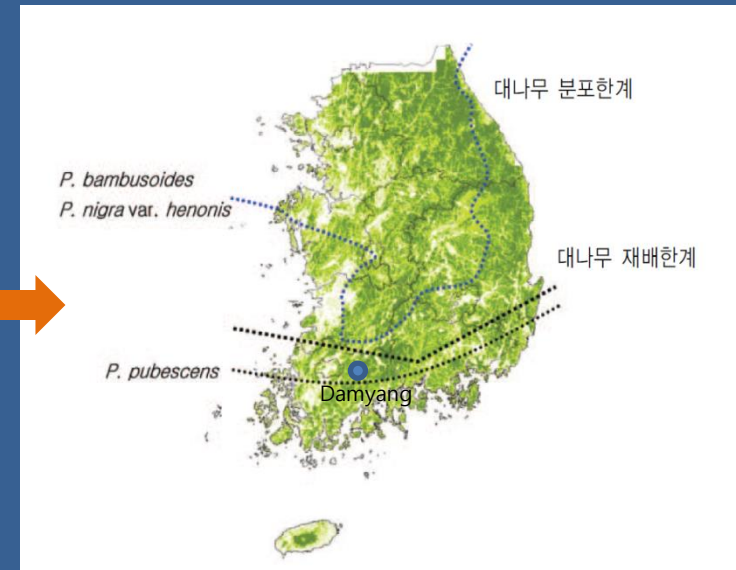 대나무 분포한계
P. bambusoides
P. nigra var. henonis
대나무 재배한계
P. pubescens
Damyang